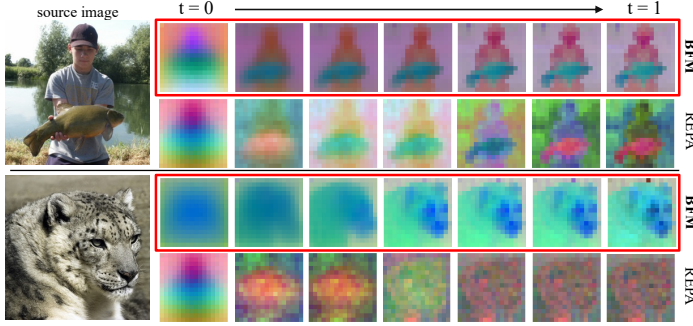 source image
t = 0
t = 1
BFM
REPA
BFM
REPA